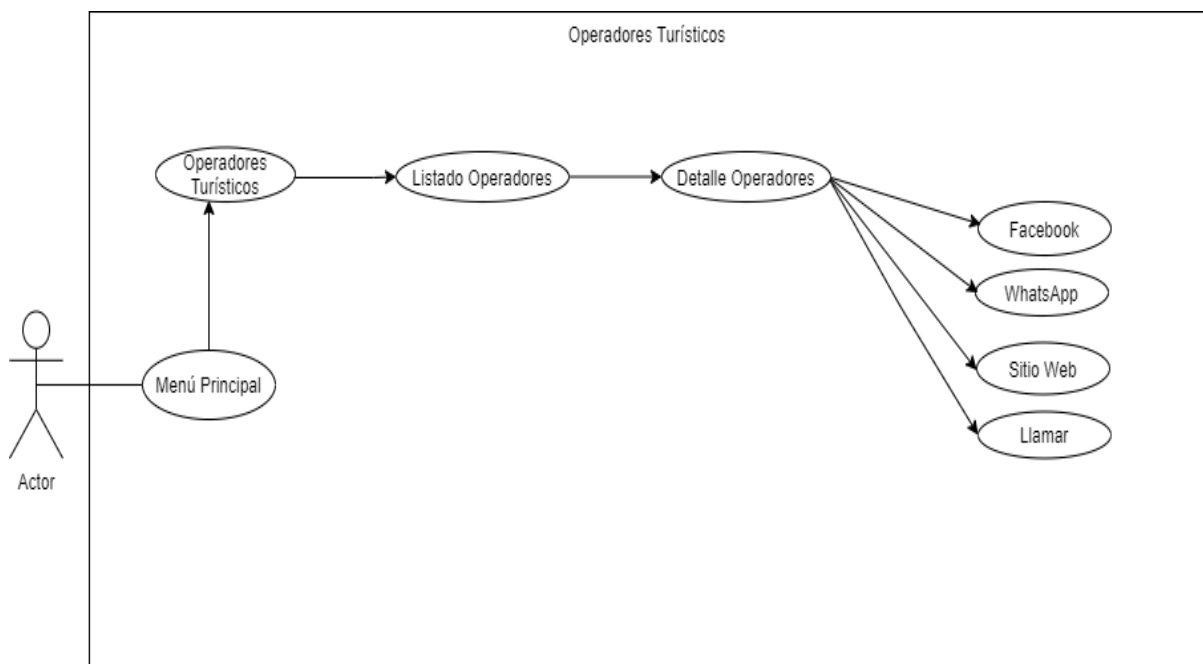 Operadores Turísticos
Operadores
Turísticos
Listado Operadores
Detalle Operadores
Facebook
WhatsApp
Sitio Web
Llamar
Menú Principal
Actor